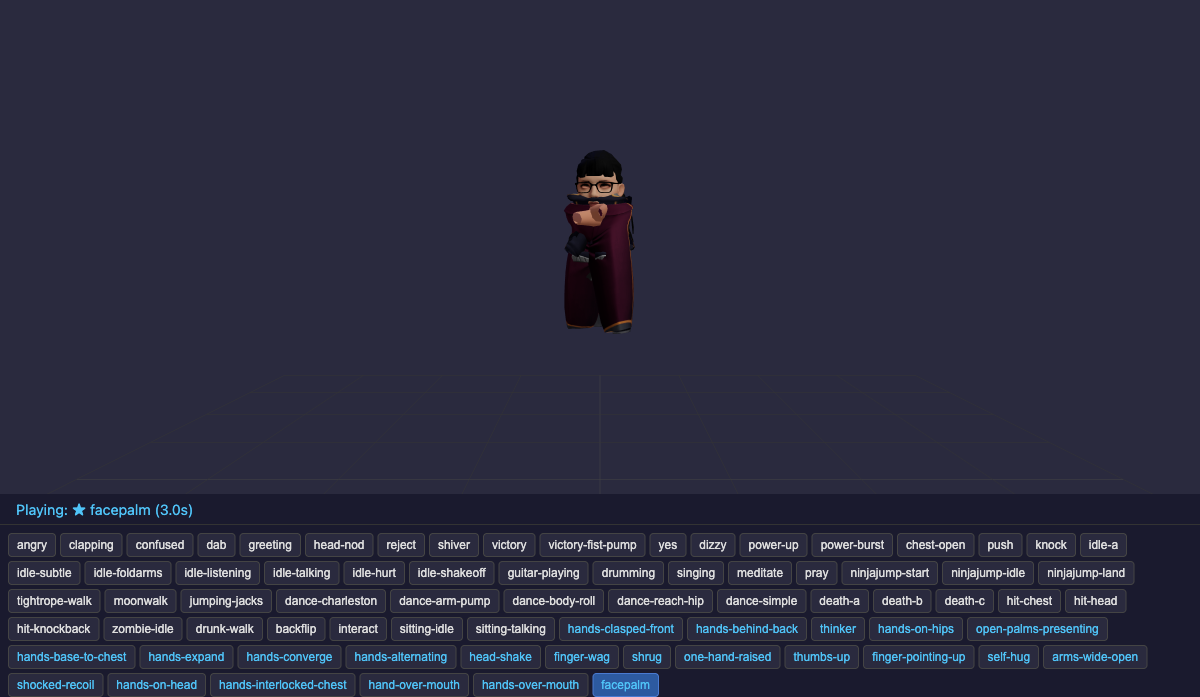 Playing: ★ facepalm (3.0s)
angry clapping confused dab greeting head-nod reject shiver victory victory-fist-pump yes dizzy power-up power-burst chest-open push knock idle-a
idle-subtle idle-foldarms idle-listening idle-talking idle-hurt idle-shakeoff guitar-playing drumming singing meditate pray ninjajump-start ninjajump-idle ninjajump-land
tightrope-walk moonwalk jumping-jacks dance-charleston dance-arm-pump dance-body-roll dance-reach-hip dance-simple death-a death-b death-c hit-chest hit-head
hit-knockback zombie-idle drunk-walk backflip interact sitting-idle sitting-talking hands-clasped-front hands-behind-back thinker hands-on-hips open-palms-presenting
hands-base-to-chest hands-expand hands-converge hands-alternating head-shake finger-wag shrug one-hand-raised thumbs-up finger-pointing-up self-hug arms-wide-open
shocked-recoil hands-on-head hands-interlocked-chest hand-over-mouth hands-over-mouth facepalm